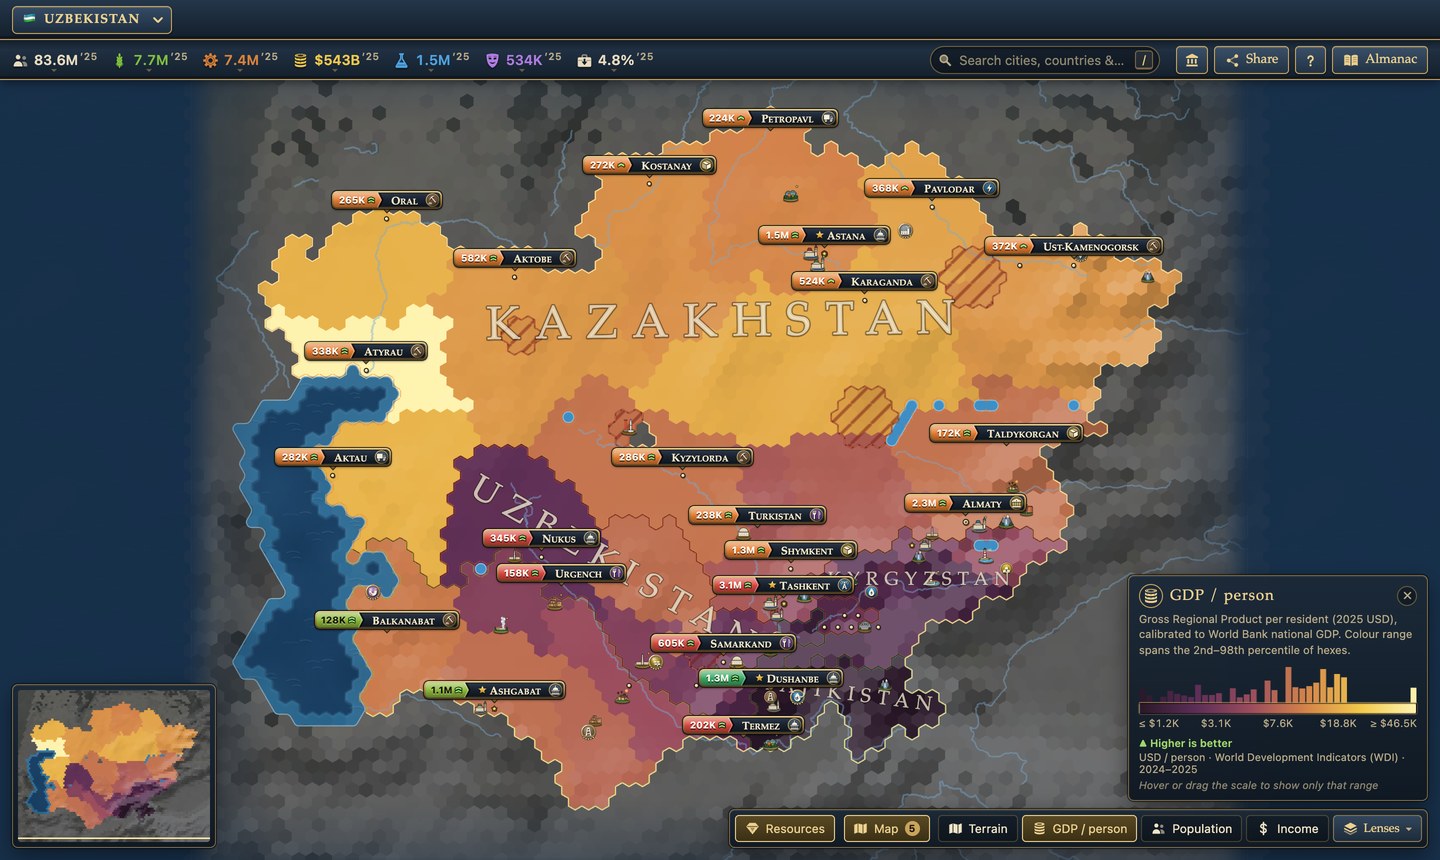 UZBEKISTAN
83.6M '25
7.7M '25
7.4M '25
$543B '25
1.5M '25
534K '25
4.8% '25
Search cities, countries &... /
Share
?
Almanac
224K PETROPAVL
272K KOSTANAY
368K PAVLODAR
265K ORAL
1.5M ★ ASTANA
372K UST-KAMENOGORSK
582K AKTOBE
524K KARAGANDA
KAZAKHSTAN
338K ATYRAU
172K TALDYKORGAN
282K AKTAU
286K KYZYLORDA
UZBEKISTAN
2.3M ALMATY
238K TURKISTAN
345K NUKUS
1.3M SHYMKENT
158K URGENCH
KYRGYZSTAN
3.1M ★ TASHKENT
128K BALKANABAT
605K SAMARKAND
1.3M ★ DUSHANBE
1.1M ★ ASHGABAT
202K TERMEZ
GDP / person
Gross Regional Product per resident (2025 USD),
calibrated to World Bank national GDP. Colour range
spans the 2nd–98th percentile of hexes.
≤ $1.2K $3.1K $7.6K $18.8K ≥ $46.5K
▲ Higher is better
USD / person · World Development Indicators (WDI) ·
2024–2025
Hover or drag the scale to show only that range
Resources
Map 5
Terrain
GDP / person
Population
$ Income
Lenses